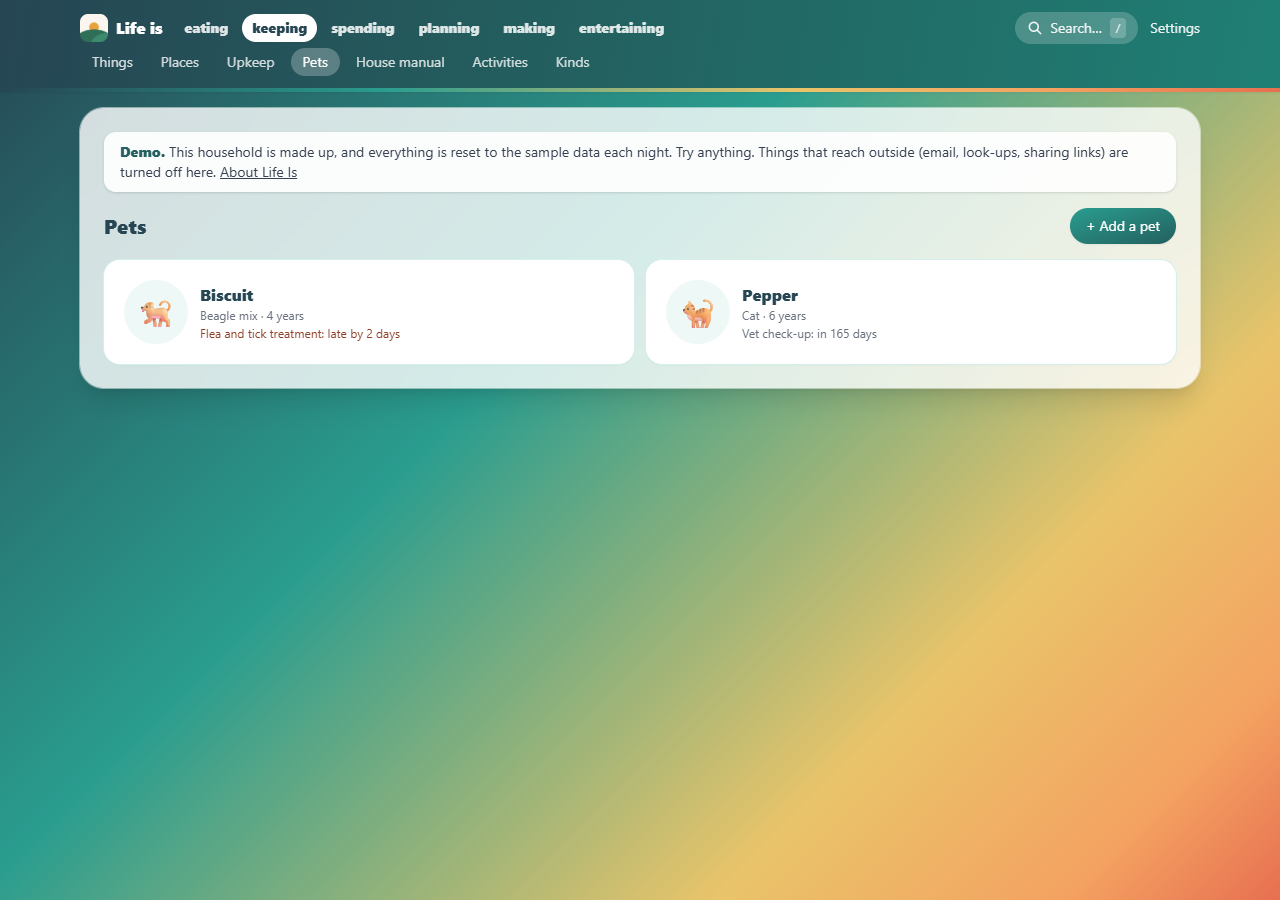 Life is
eating
keeping
spending
planning
making
entertaining
Search... /
Settings
Things
Places
Upkeep
Pets
House manual
Activities
Kinds
Demo. This household is made up, and everything is reset to the sample data each night. Try anything. Things that reach outside (email, look-ups, sharing links) are
turned off here. About Life Is
Pets
+ Add a pet
Biscuit
Beagle mix · 4 years
Flea and tick treatment: late by 2 days
Pepper
Cat · 6 years
Vet check-up: in 165 days